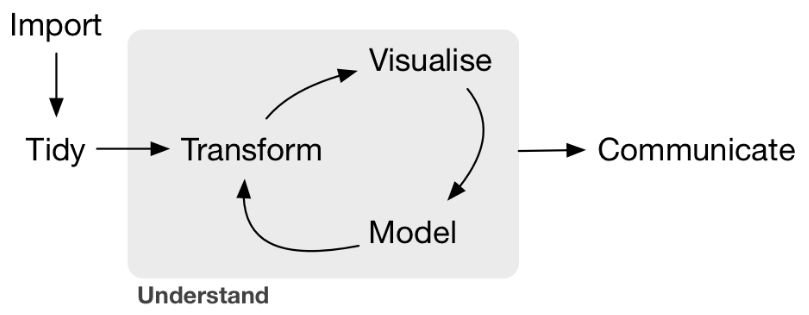 Import
Tidy
Transform
Visualise
Model
Communicate
Understand